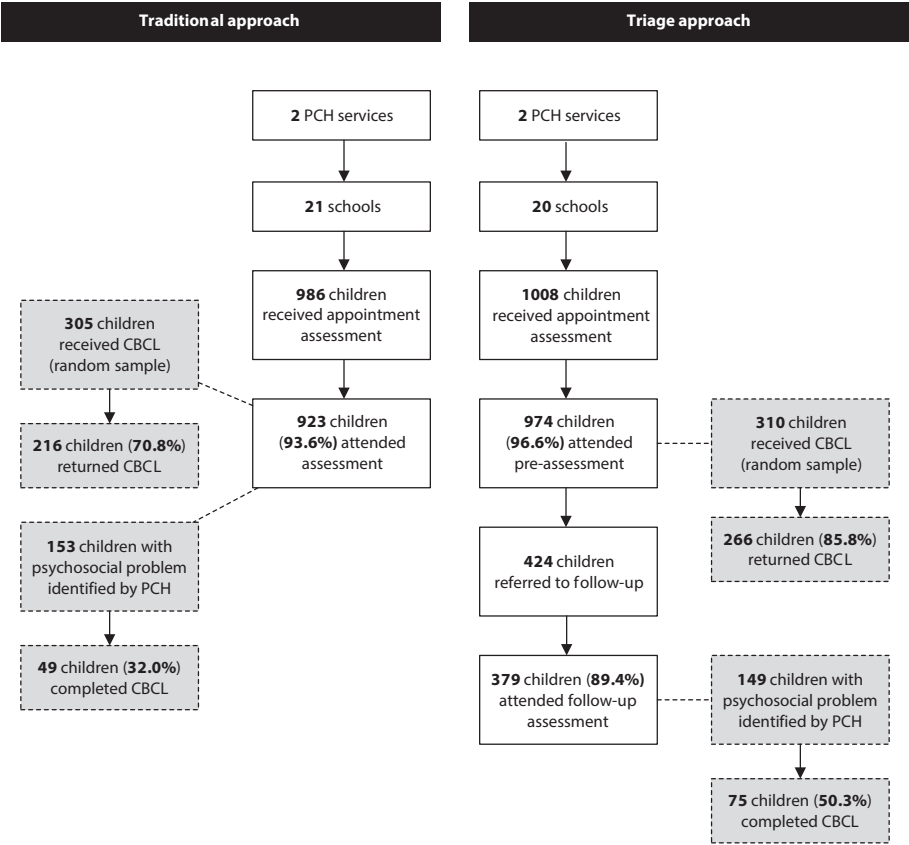 Traditional approach
2 PCH services
21 schools
986 children
received appointment
assessment
305 children
received CBCL
(random sample)
923 children
(93.6%) attended
assessment
216 children (70.8%)
returned CBCL
153 children with
psychosocial problem
identified by PCH
49 children (32.0%)
completed CBCL
Triage approach
2 PCH services
20 schools
1008 children
received appointment
assessment
974 children
(96.6%) attended
pre-assessment
310 children
received CBCL
(random sample)
266 children (85.8%)
returned CBCL
424 children
referred to follow-up
379 children (89.4%)
attended follow-up
assessment
149 children with
psychosocial problem
identified by PCH
75 children (50.3%)
completed CBCL